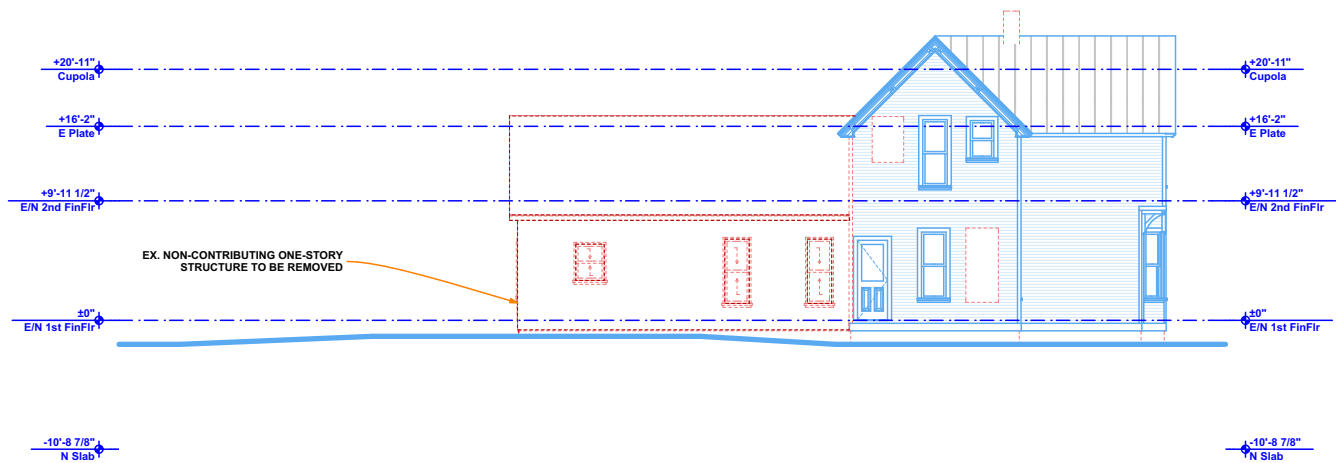 +20'-11"
Cupola
+20'-11"
Cupola
+16'-2"
E Plate
+16'-2"
E Plate
+9'-11 1/2"
E/N 2nd FinFlr
+9'-11 1/2"
E/N 2nd FinFlr
EX. NON-CONTRIBUTING ONE-STORY
STRUCTURE TO BE REMOVED
±0"
E/N 1st FinFlr
±0"
E/N 1st FinFlr
-10'-8 7/8"
N Slab
-10'-8 7/8"
N Slab